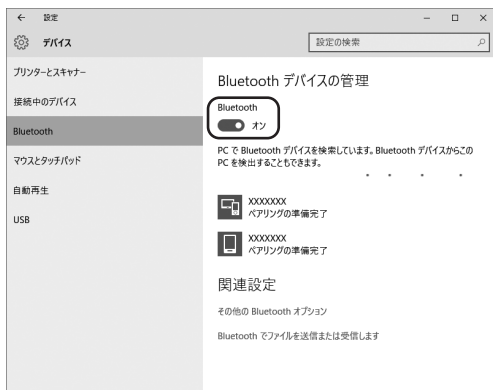 設定
デバイス
設定の検索
プリンターとスキャナー
接続中のデバイス
Bluetooth
マウスとタッチパッド
自動再生
USB
Bluetooth デバイスの管理
Bluetooth
オン
PC で Bluetooth デバイスを検索しています。Bluetooth デバイスからこの
PC を検出することもできます。
XXXXXXX
ペアリングの準備完了
XXXXXXX
ペアリングの準備完了
関連設定
その他の Bluetooth オプション
Bluetooth でファイルを送信または受信します